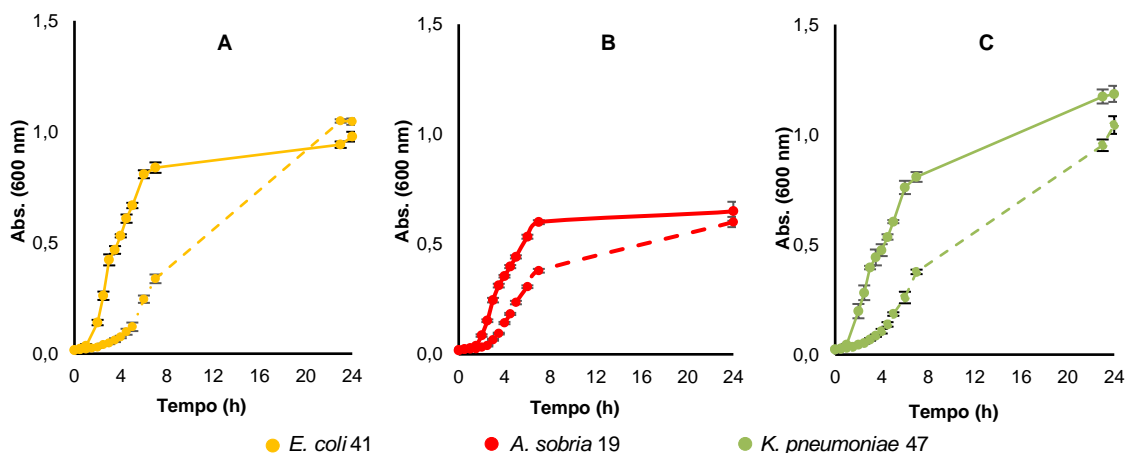 A
B
C
1,5
1,0
0,5
0,0
Abs. (600 nm)
0 4 8 12 16 20 24
Tempo (h)
1,5
1,0
0,5
0,0
Abs. (600 nm)
0 4 8 12 16 20 24
Tempo (h)
1,5
1,0
0,5
0,0
Abs. (600 nm)
0 4 8 12 16 20 24
Tempo (h)
E. coli 41
A. sobria 19
K. pneumoniae 47